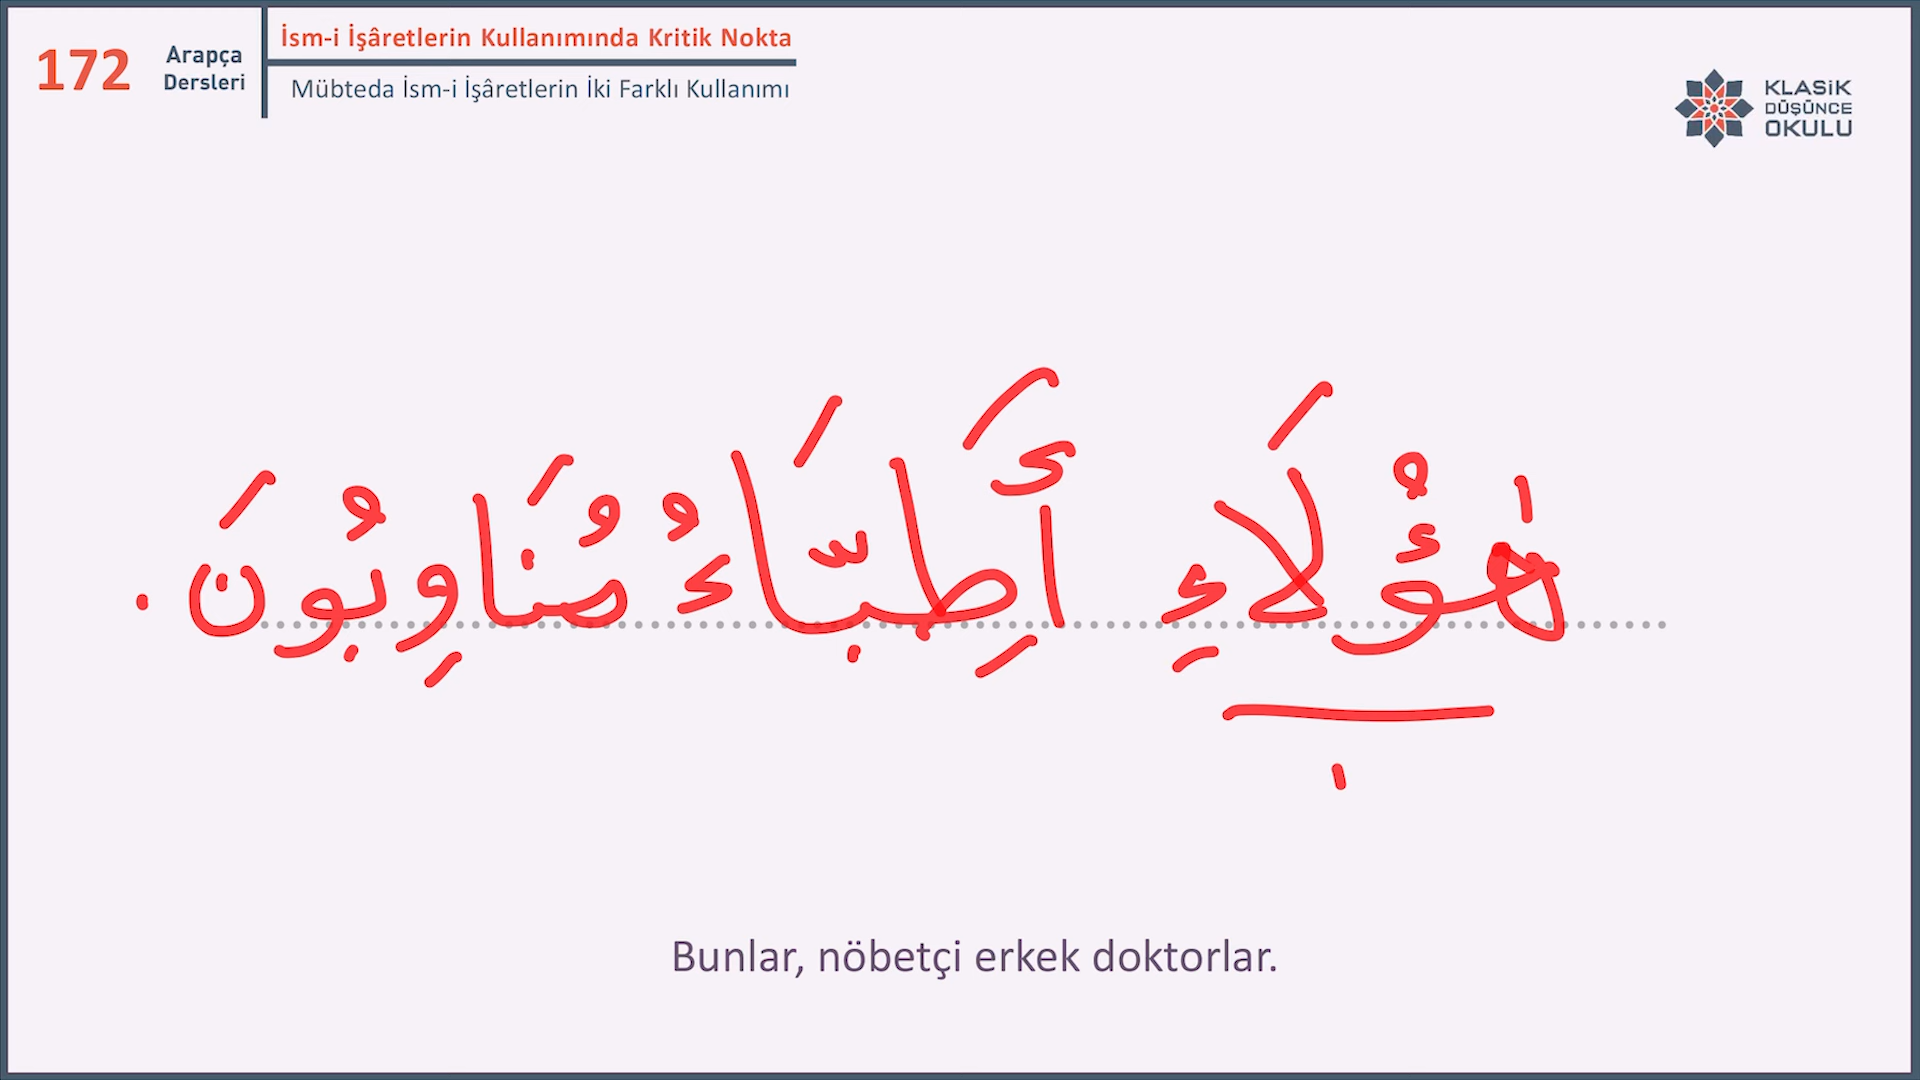 172
Arapça
Dersleri
İsm-i İşâretlerin Kullanımında Kritik Nokta
Mübteda İsm-i İşâretlerin İki Farklı Kullanımı
KLASiK
DÜŞÜNCE
OKULU
هٰؤُلَاءِ أَطِبَّاءُ مُنَاوِبُونَ.
Bunlar, nöbetçi erkek doktorlar.